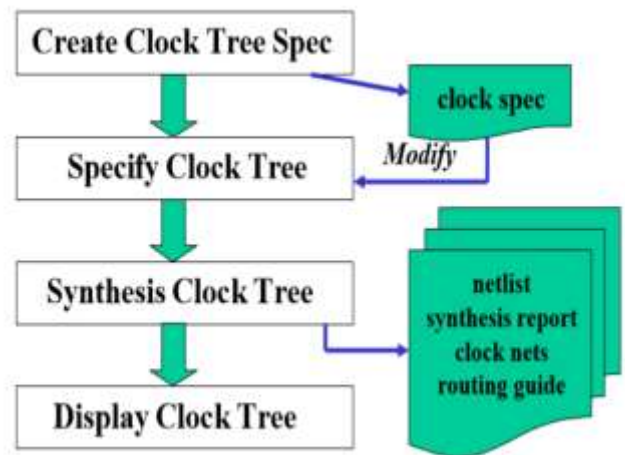 Create Clock Tree Spec
clock spec
Modify
Specify Clock Tree
Synthesis Clock Tree
netlist
synthesis report
clock nets
routing guide
Display Clock Tree